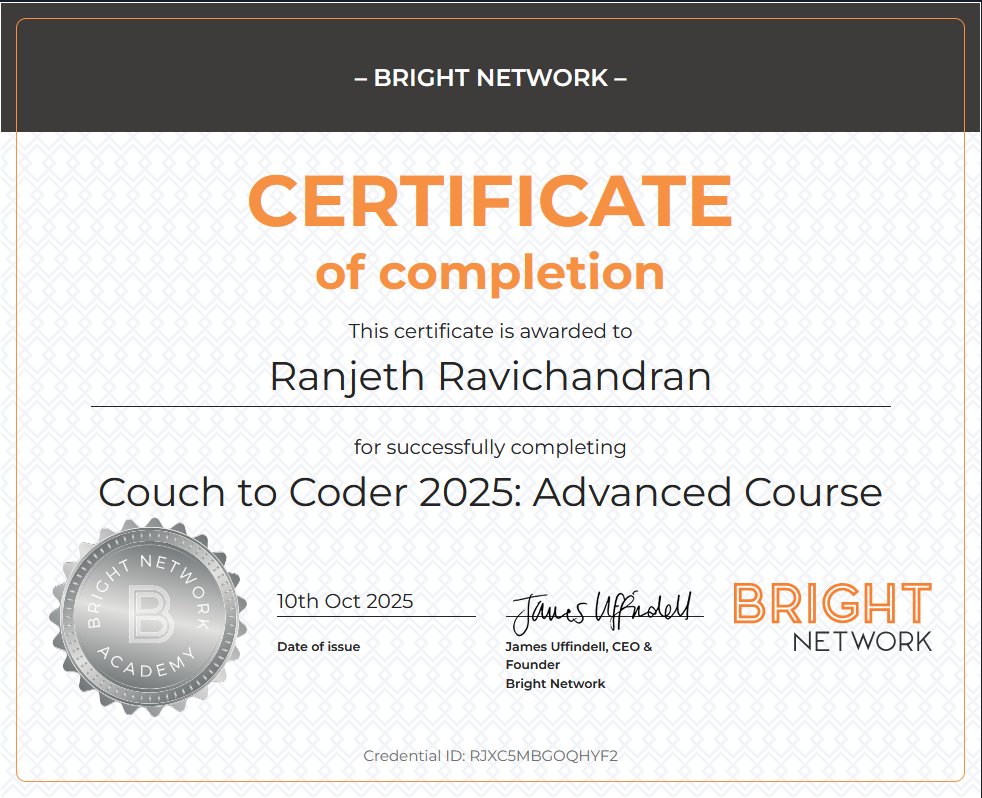 – BRIGHT NETWORK –
CERTIFICATE
of completion
This certificate is awarded to
Ranjeth Ravichandran
for successfully completing
Couch to Coder 2025: Advanced Course
BRIGHT NETWORK
B
ACADEMY
10th Oct 2025
Date of issue
James Uffindell
James Uffindell, CEO &
Founder
Bright Network
BRIGHT
NETWORK
Credential ID: RJXC5MBGOQHYF2